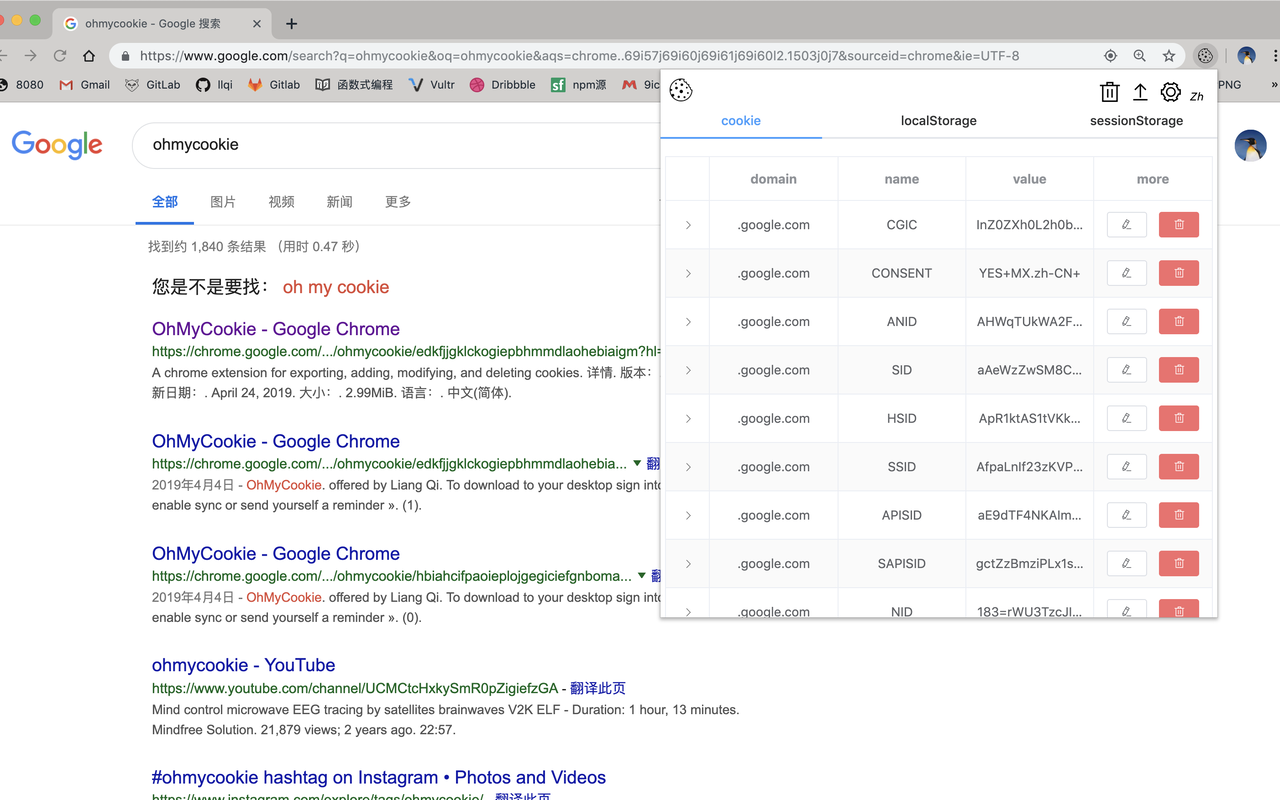 ohmycookie - Google 搜索
https://www.google.com/search?q=ohmycookie&oq=ohmycookie&aqs=chrome..69i57j69i60j69i61j69i60l2.1503j0j7&sourceid=chrome&ie=UTF-8
8080 Gmail GitLab llqi Gitlab 函数式编程 Vultr Dribbble npm源 9ic PNG »
Zh
cookie localStorage sessionStorage
Google
ohmycookie
全部 图片 视频 新闻 更多
找到约 1,840 条结果 （用时 0.47 秒）
您是不是要找： oh my cookie
OhMyCookie - Google Chrome
https://chrome.google.com/.../ohmycookie/edkfjjgklckogiepbhmmdlaohebiaigm?hl=
A chrome extension for exporting, adding, modifying, and deleting cookies. 详情. 版本：
新日期：. April 24, 2019. 大小：. 2.99MiB. 语言：. 中文(简体).
OhMyCookie - Google Chrome
https://chrome.google.com/.../ohmycookie/edkfjjgklckogiepbhmmdlaohebia... ▼ 翻
2019年4月4日 - OhMyCookie. offered by Liang Qi. To download to your desktop sign into
enable sync or send yourself a reminder ». (1).
OhMyCookie - Google Chrome
https://chrome.google.com/.../ohmycookie/hbiahcifpaoieplojgegiciefgnboma... ▼ 翻
2019年4月4日 - OhMyCookie. offered by Liang Qi. To download to your desktop sign into
enable sync or send yourself a reminder ». (0).
ohmycookie - YouTube
https://www.youtube.com/channel/UCMCtcHxkySmR0pZigiefzGA - 翻译此页
Mind control microwave EEG tracing by satellites brainwaves V2K ELF - Duration: 1 hour, 13 minutes.
Mindfree Solution. 21,879 views; 2 years ago. 22:57.
#ohmycookie hashtag on Instagram • Photos and Videos
https://www.instagram.com/explore/tags/ohmycookie/ - 翻译此页
domain name value more
.google.com CGIC InZ0ZXh0L2h0b...
.google.com CONSENT YES+MX.zh-CN+
.google.com ANID AHWqTUkWA2F...
.google.com SID aAeWzZwSM8C...
.google.com HSID ApR1ktAS1tVKk...
.google.com SSID AfpaLnIf23zKVP...
.google.com APISID aE9dTF4NKAlm...
.google.com SAPISID gctZzBmziPLx1s...
.google.com NID 183=rWU3TzcJl...